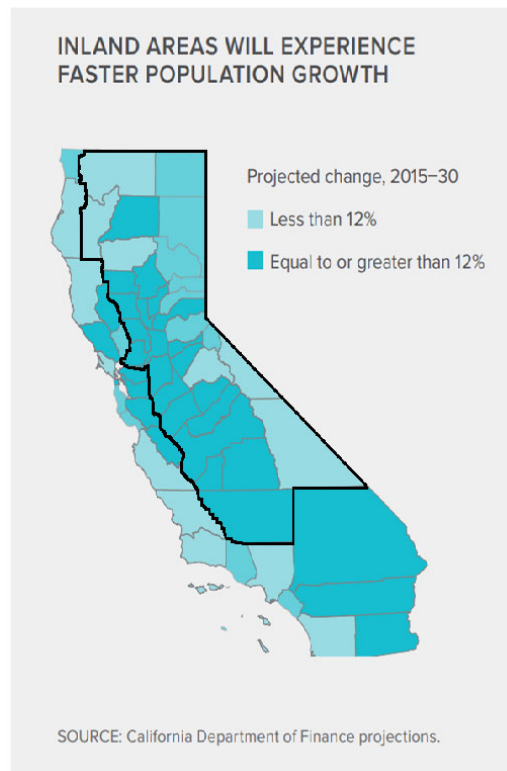 INLAND AREAS WILL EXPERIENCE
FASTER POPULATION GROWTH
Projected change, 2015–30
Less than 12%
Equal to or greater than 12%
SOURCE: California Department of Finance projections.